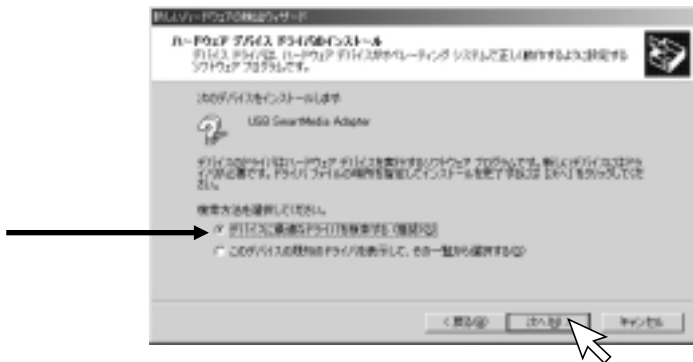 新しいハードウェアの検出ウィザード
ハードウェア デバイス ドライバのインストール
デバイス ドライバは、ハードウェア デバイスがオペレーティング システムで正しく動作するように設定する
ソフトウェア プログラムです。
次のデバイスをインストールします
USB SmartMedia Adapter
デバイスのドライバはハードウェア デバイスを実行するソフトウェア プログラムです。新しいデバイスにはドラ
イバが必要です。ドライバ ファイルの場所を指定してインストールを完了するには [次へ] をクリックしてくだ
さい。
検索方法を選択してください。
デバイスに最適なドライバを検索する (推奨)(S)
このデバイスの既知のドライバを表示して、その一覧から選択する(D)
< 戻る(B)
次へ(N) >
キャンセル